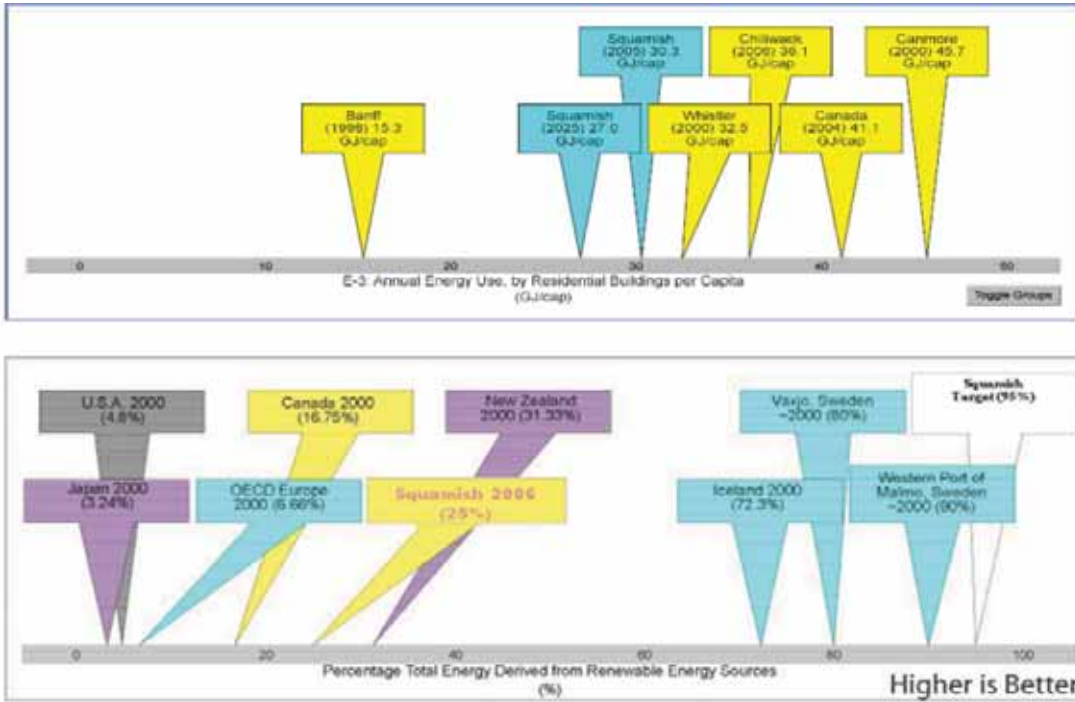 Squamish
(2005) 30.3
GJ/cap
Chilliwack
(2006) 36.1
GJ/cap
Canmore
(2000) 45.7
GJ/cap
Banff
(1998) 15.3
GJ/cap
Squamish
(2025) 27.0
GJ/cap
Whistler
(2000) 32.5
GJ/cap
Canada
(2004) 41.1
GJ/cap
0 10 20 30 40 50
E-3: Annual Energy Use, by Residential Buildings per Capita
(GJ/cap)
Toggle Groups
U.S.A. 2000
(4.8%)
Canada 2000
(16.75%)
New Zealand
2000 (31.33%)
Vaxjo, Sweden
~2000 (80%)
Squamish
Target (95%)
Japan 2000
(3.24%)
OECD Europe
2000 (6.66%)
Squamish 2006
(25%)
Iceland 2000
(72.3%)
Western Port of
Malmo, Sweden
~2000 (90%)
0 20 40 60 80 100
Percentage Total Energy Derived from Renewable Energy Sources
(%)
Higher is Better